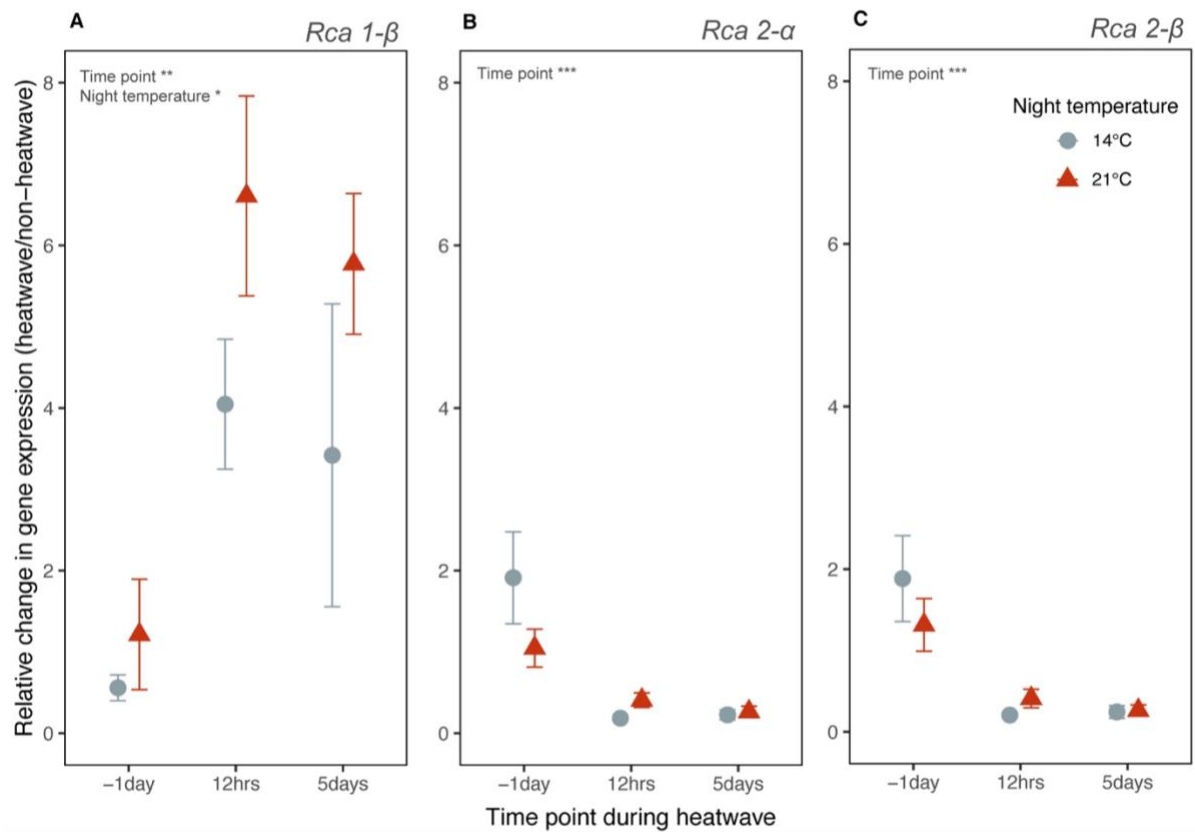 A
Rca 1-β
B
Rca 2-α
C
Rca 2-β
Relative change in gene expression (heatwave/non−heatwave)
Time point **
Night temperature *
8
6
4
2
0
−1day
12hrs
5days
Time point ***
8
6
4
2
0
−1day
12hrs
5days
Time point ***
Night temperature
14°C
21°C
8
6
4
2
0
−1day
12hrs
5days
Time point during heatwave